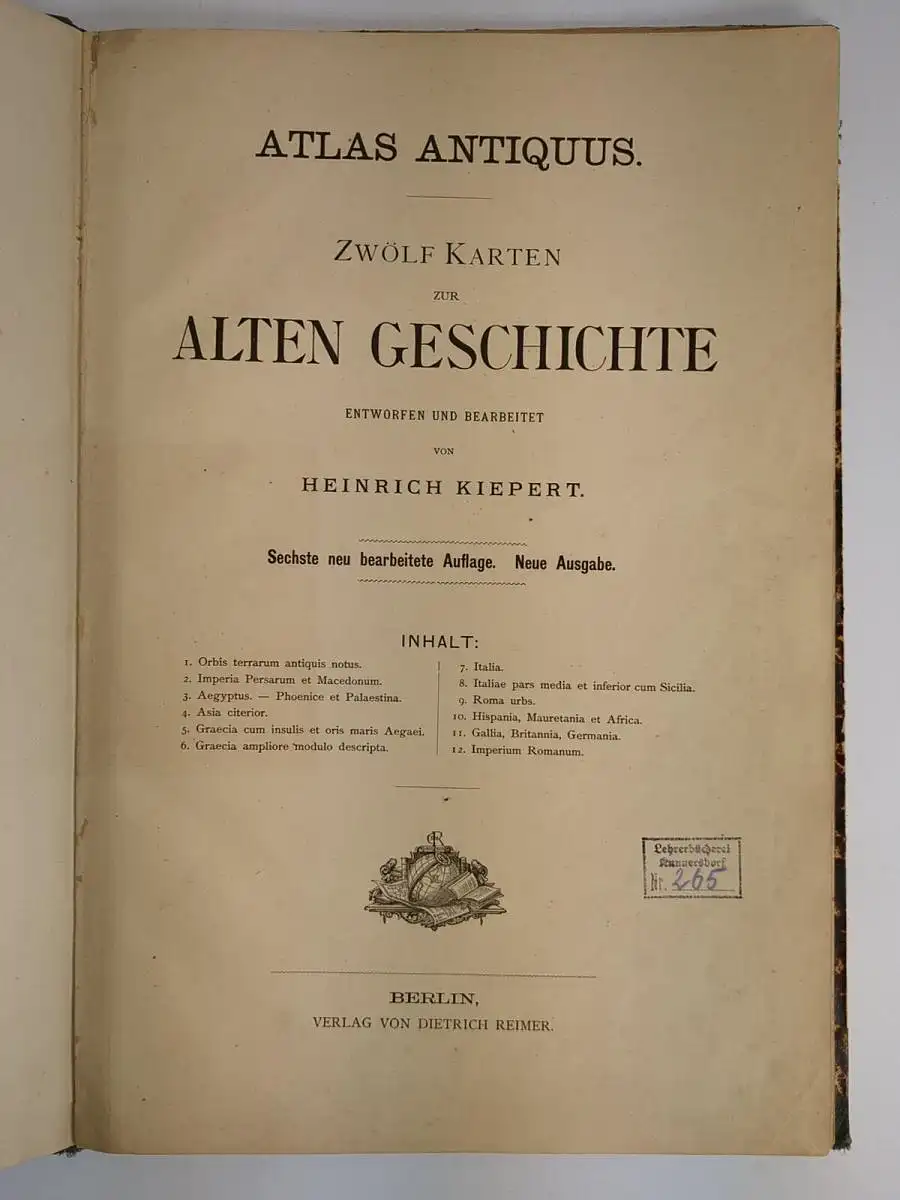 ATLAS ANTIQUUS.
ZWÖLF KARTEN
ZUR
ALTEN GESCHICHTE
ENTWORFEN UND BEARBEITET
VON
HEINRICH KIEPERT.
Sechste neu bearbeitete Auflage. Neue Ausgabe.
INHALT:
1. Orbis terrarum antiquis notus.
2. Imperia Persarum et Macedonum.
3. Aegyptus. — Phoenice et Palaestina.
4. Asia citerior.
5. Graecia cum insulis et oris maris Aegaei.
6. Graecia ampliore modulo descripta.
7. Italia.
8. Italiae pars media et inferior cum Sicilia.
9. Roma urbs.
10. Hispania, Mauretania et Africa.
11. Gallia, Britannia, Germania.
12. Imperium Romanum.
Lehrerbücherei
Kunnersdorf
Nr. 265
BERLIN,
VERLAG VON DIETRICH REIMER.